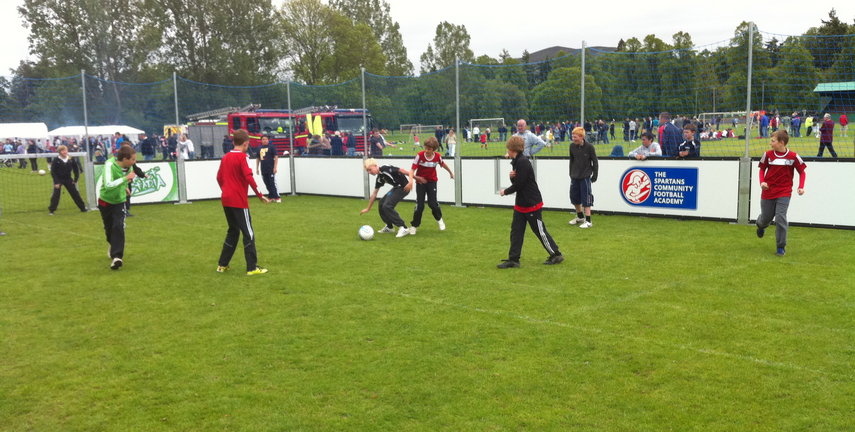 THE
SPARTANS
COMMUNITY
FOOTBALL
ACADEMY